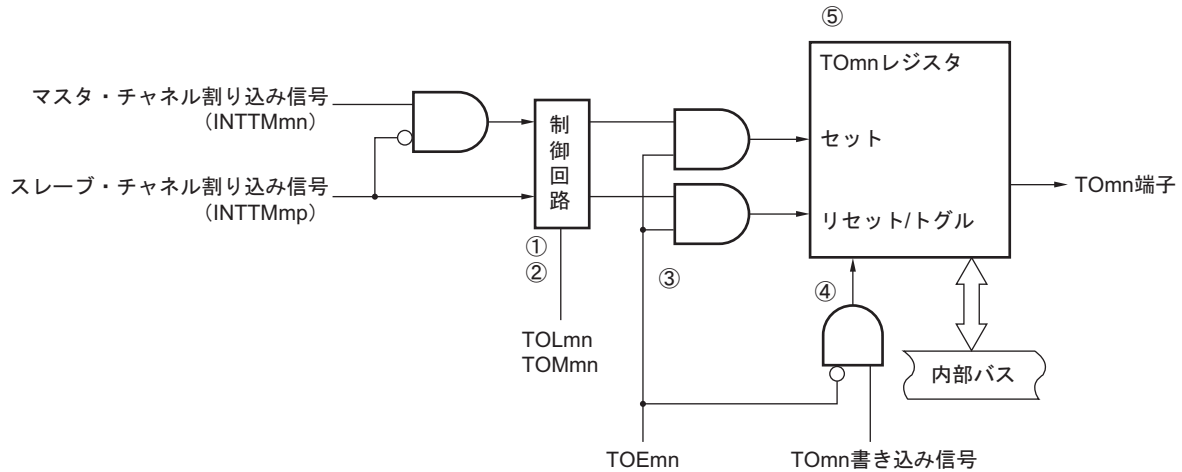 ⑤
TOmnレジスタ
マスタ・チャネル割り込み信号
（INTTMmn）
制
御
回
路
セット
スレーブ・チャネル割り込み信号
（INTTMmp）
TOmn端子
リセット/トグル
①
②
③
④
TOLmn
TOMmn
内部バス
TOEmn
TOmn書き込み信号